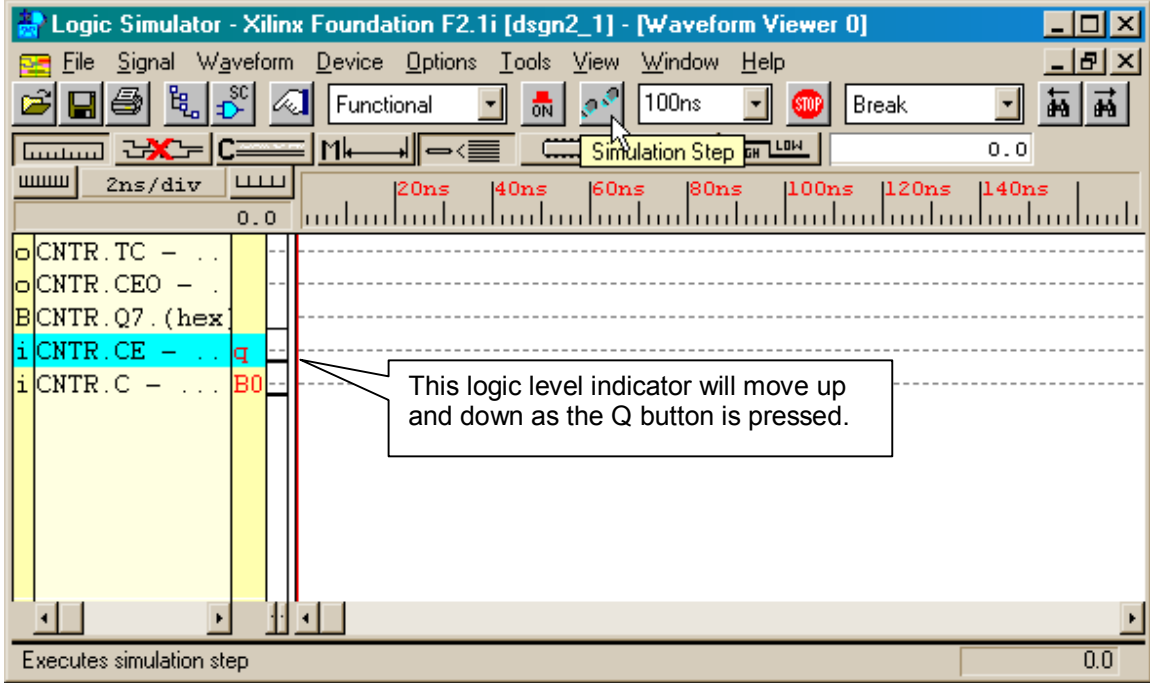 Logic Simulator - Xilinx Foundation F2.1i [dsgn2_1] - [Waveform Viewer 0]
File Signal Waveform Device Options Tools View Window Help
SC Functional ON 100ns STOP Break
C M Simulation Step GH LOW 0.0
2ns/div 20ns 40ns 60ns 80ns 100ns 120ns 140ns
0.0
o CNTR.TC - ..
o CNTR.CEO - .
B CNTR.Q7.(hex)
i CNTR.CE - .. q
i CNTR.C - ... B0
This logic level indicator will move up
and down as the Q button is pressed.
Executes simulation step 0.0